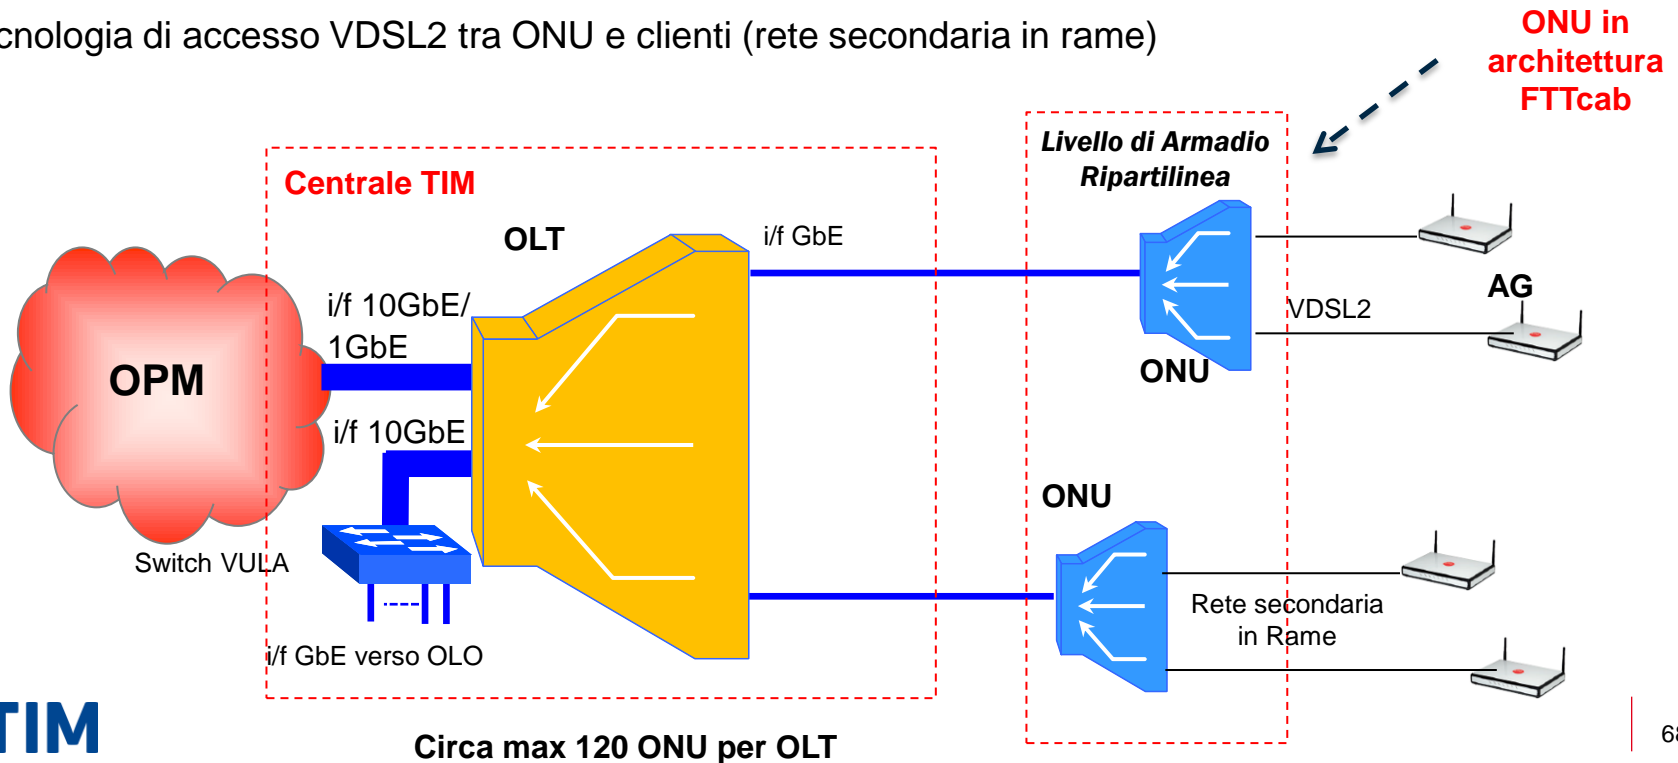 cnologia di accesso VDSL2 tra ONU e clienti (rete secondaria in rame)
ONU in
architettura
FTTcab
Livello di Armadio
Ripartilinea
Centrale TIM
OLT
i/f GbE
i/f 10GbE/
1GbE
OPM
i/f 10GbE
VDSL2
AG
ONU
ONU
Switch VULA
Rete secondaria
in Rame
i/f GbE verso OLO
TIM
Circa max 120 ONU per OLT
68